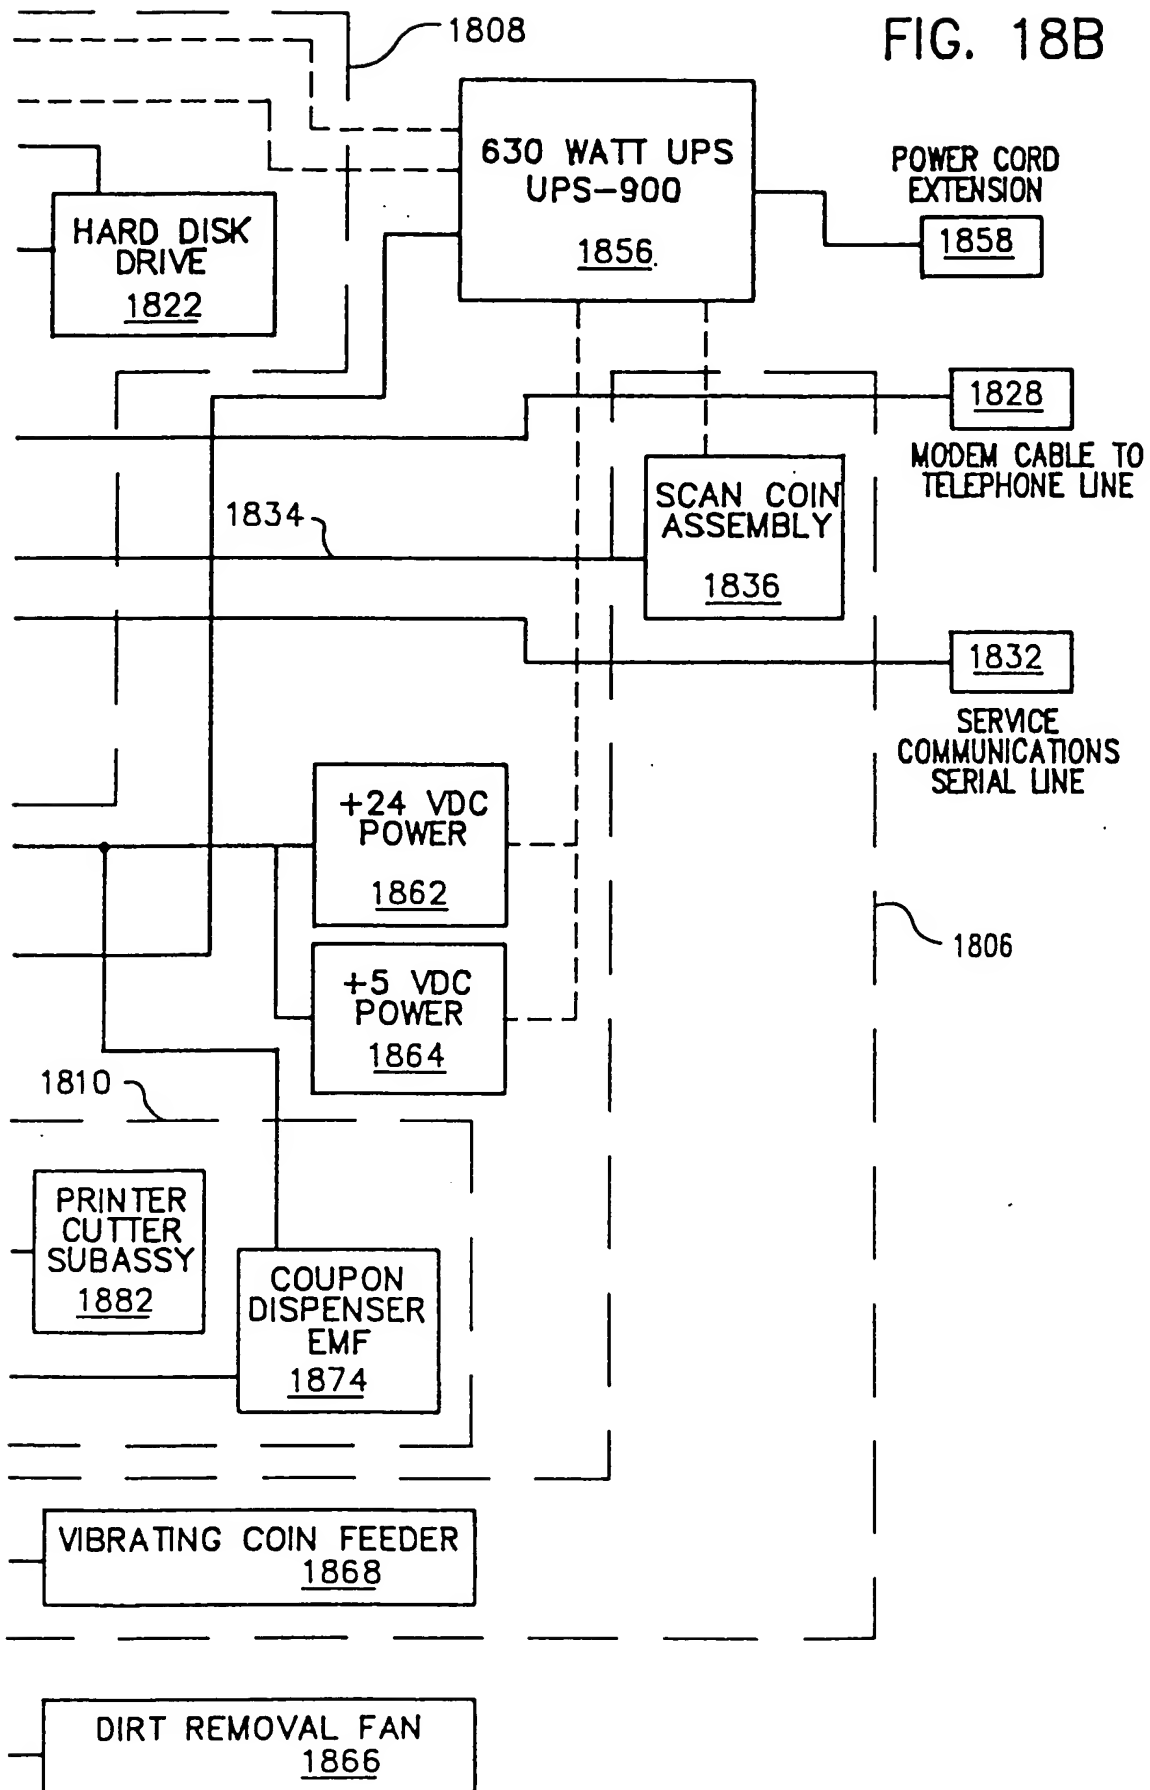 FIG. 18B
1808
630 WATT UPS
UPS-900
1856
POWER CORD
EXTENSION
1858
HARD DISK
DRIVE
1822
1828
MODEM CABLE TO
TELEPHONE LINE
SCAN COIN
ASSEMBLY
1836
1834
1832
SERVICE
COMMUNICATIONS
SERIAL LINE
+24 VDC
POWER
1862
+5 VDC
POWER
1864
1806
1810
PRINTER
CUTTER
SUBASSY
1882
COUPON
DISPENSER
EMF
1874
VIBRATING COIN FEEDER
1868
DIRT REMOVAL FAN
1866